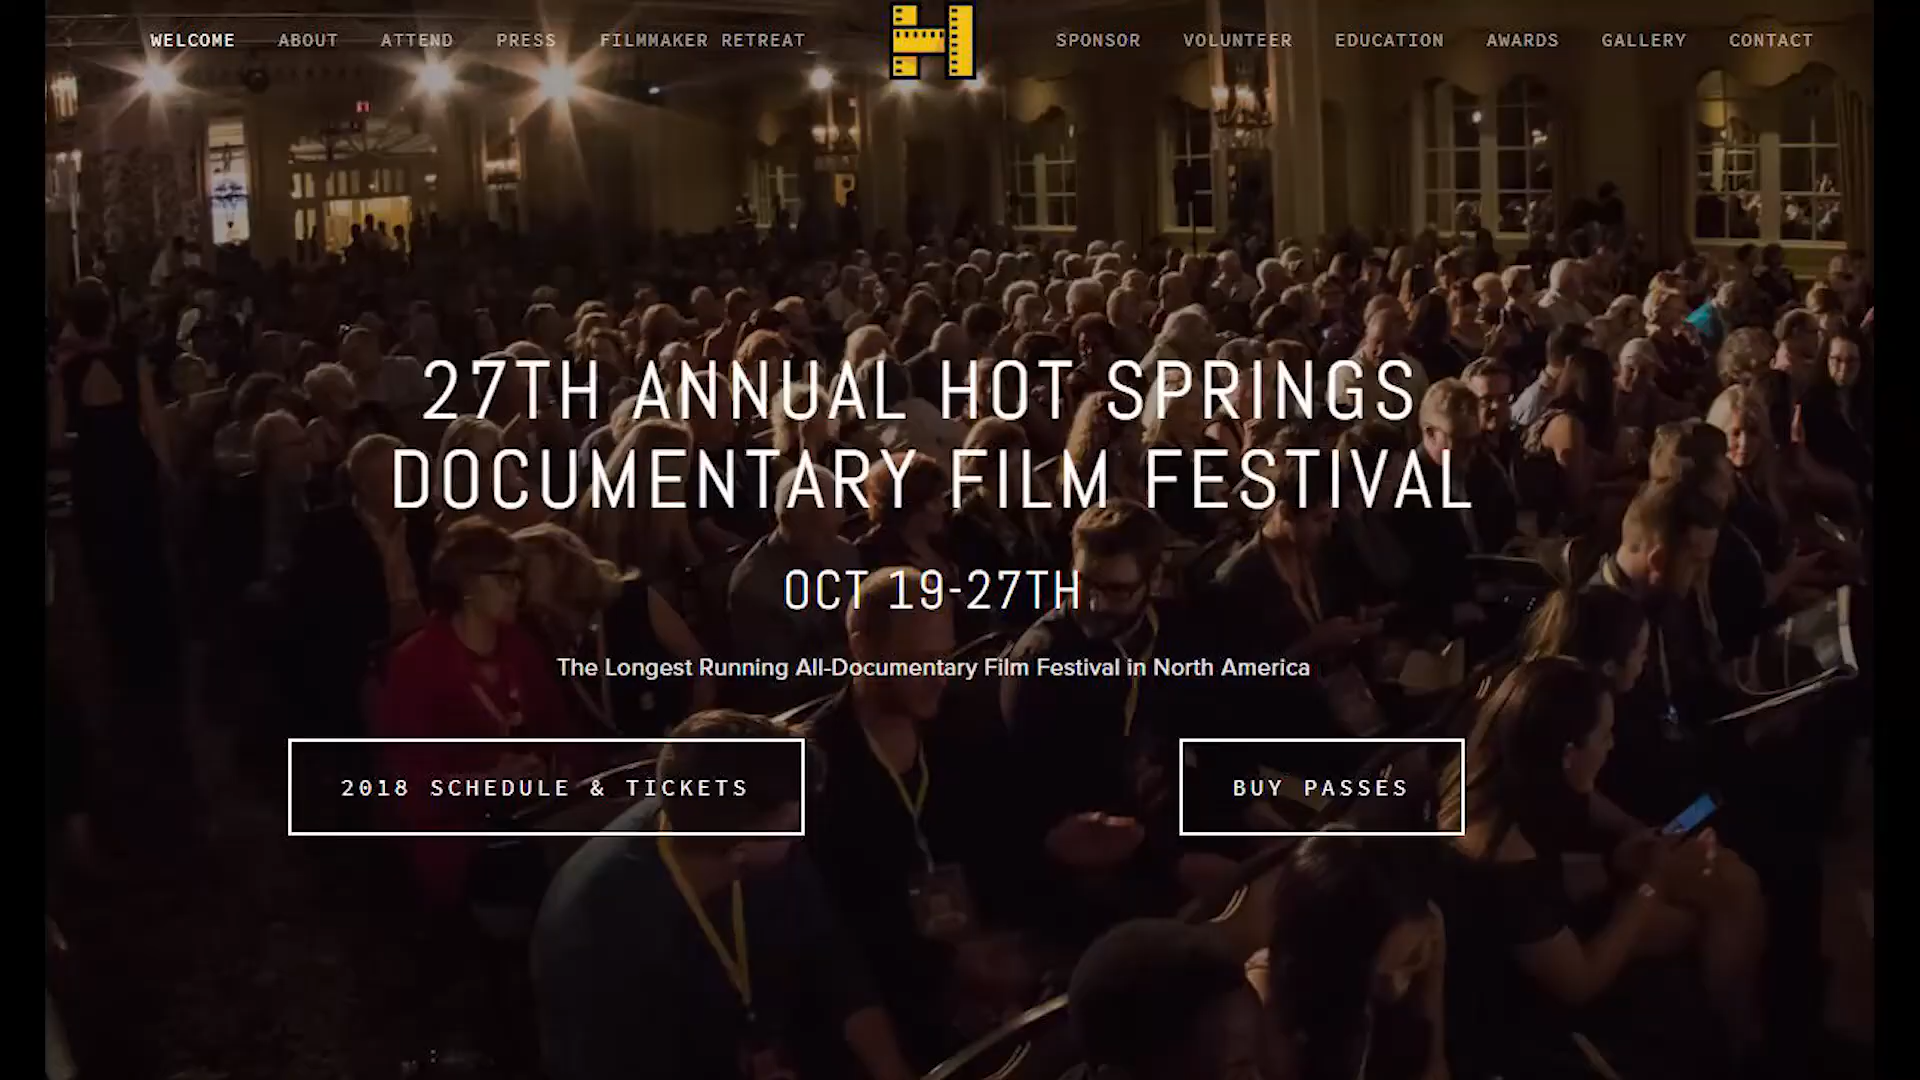 WELCOME ABOUT ATTEND PRESS FILMMAKER RETREAT H SPONSOR VOLUNTEER EDUCATION AWARDS GALLERY CONTACT
27TH ANNUAL HOT SPRINGS
DOCUMENTARY FILM FESTIVAL
OCT 19-27TH
The Longest Running All-Documentary Film Festival in North America
2018 SCHEDULE & TICKETS BUY PASSES